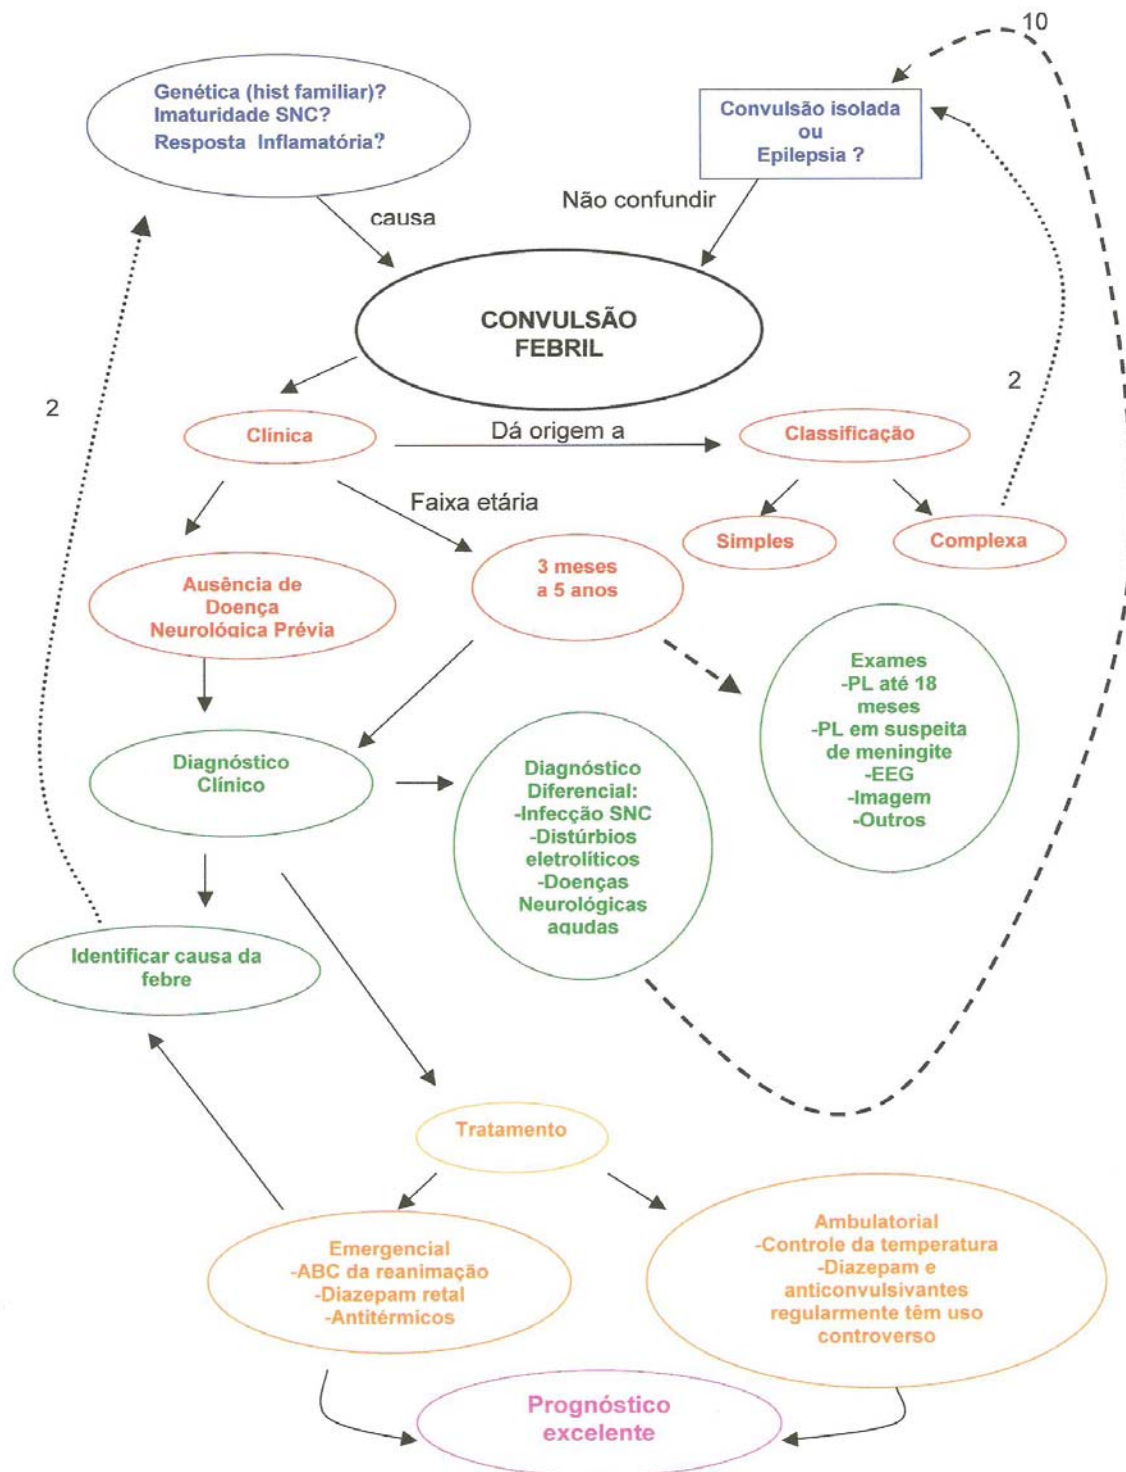 10
Genética (hist familiar)?
Imaturidade SNC?
Resposta Inflamatória?
Convulsão isolada
ou
Epilepsia ?
causa
Não confundir
CONVULSÃO
FEBRIL
2
2
Clínica
Dá origem a
Classificação
Faixa etária
Simples
Complexa
Ausência de
Doença
Neurológica Prévia
3 meses
a 5 anos
Exames
-PL até 18
meses
-PL em suspeita
de meningite
-EEG
-Imagem
-Outros
Diagnóstico
Clínico
Diagnóstico
Diferencial:
-Infecção SNC
-Distúrbios
eletrolíticos
-Doenças
Neurológicas
agudas
Identificar causa da
febre
Tratamento
Emergencial
-ABC da reanimação
-Diazepam retal
-Antitérmicos
Ambulatorial
-Controle da temperatura
-Diazepam e
anticonvulsivantes
regularmente têm uso
controverso
Prognóstico
excelente